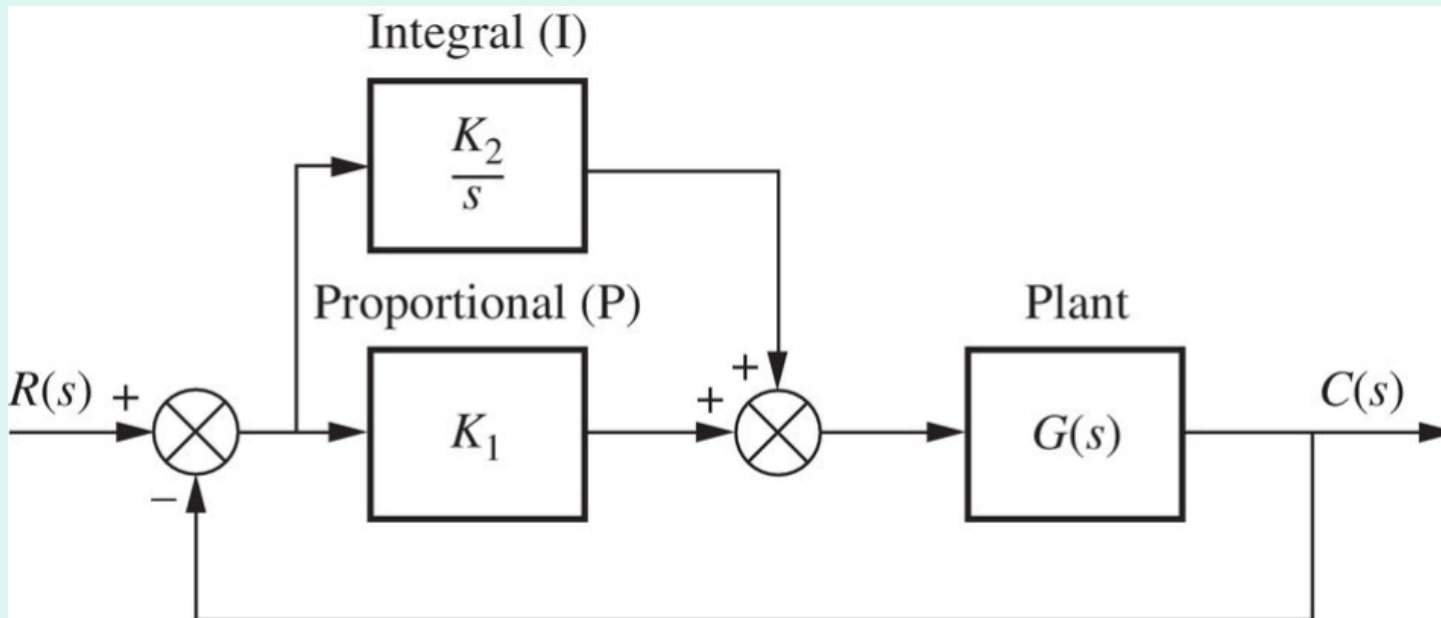 Integral (I)
K₂
s
Proportional (P)
Plant
R(s) +
+
+
C(s)
K₁
G(s)
−